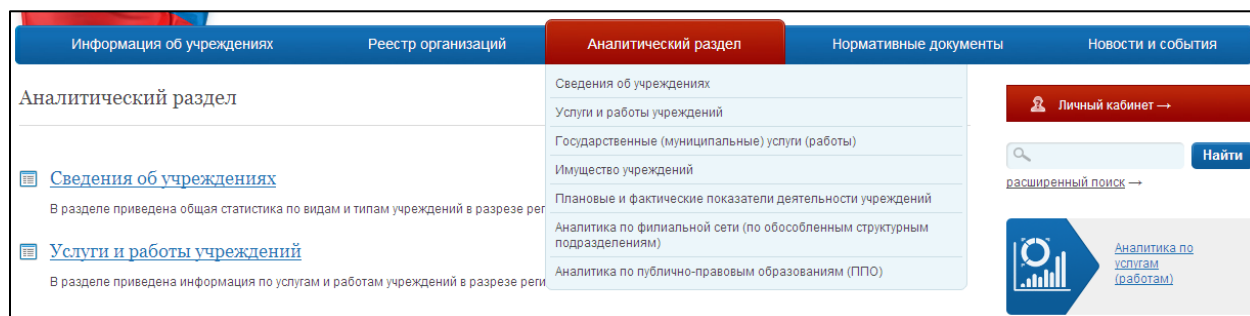 Информация об учреждениях
Реестр организаций
Аналитический раздел
Нормативные документы
Новости и события
Аналитический раздел
Сведения об учреждениях
Услуги и работы учреждений
Государственные (муниципальные) услуги (работы)
Имущество учреждений
Плановые и фактические показатели деятельности учреждений
Аналитика по филиальной сети (по обособленным структурным
подразделениям)
Аналитика по публично-правовым образованиям (ППО)
Сведения об учреждениях
В разделе приведена общая статистика по видам и типам учреждений в разрезе рег
Услуги и работы учреждений
В разделе приведена информация по услугам и работам учреждений в разрезе реги
Личный кабинет →
Найти
расширенный поиск →
Аналитика по
услугам
(работам)